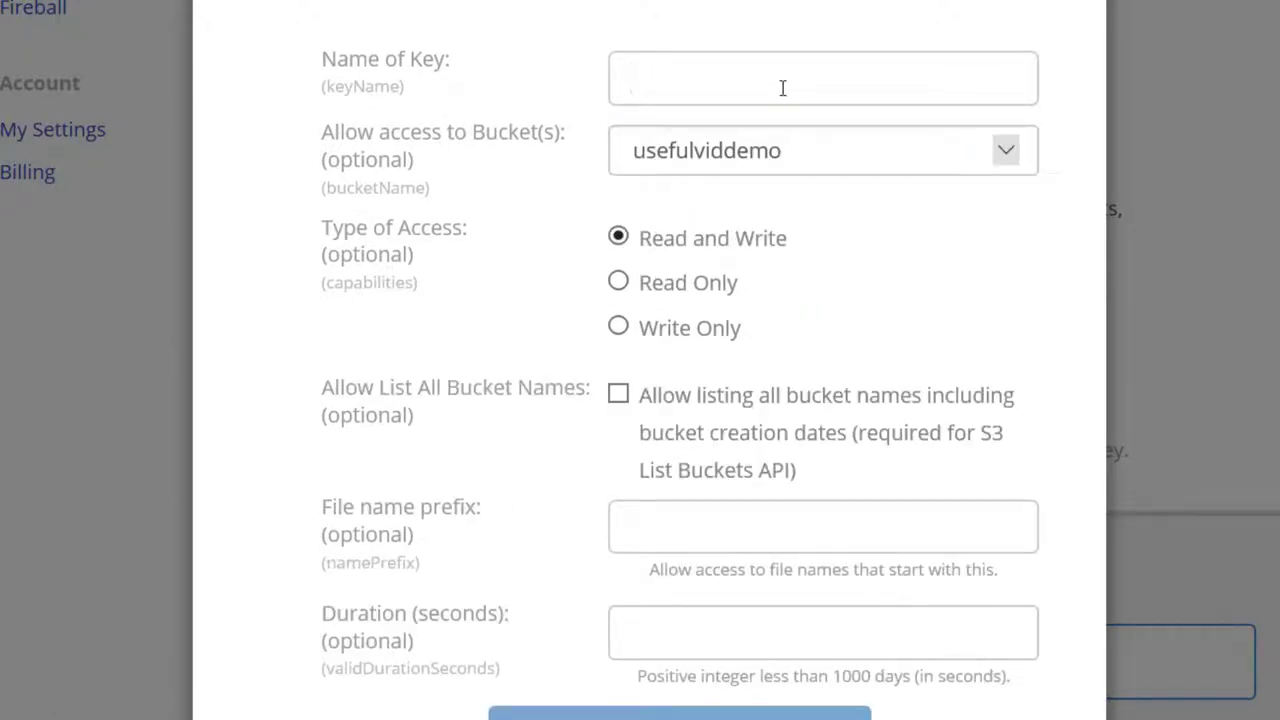 Fireball
Account
My Settings
Billing
Name of Key:
(keyName)
Allow access to Bucket(s):
(optional)
(bucketName)
usefulviddemo
Type of Access:
(optional)
(capabilities)
Read and Write
Read Only
Write Only
Allow List All Bucket Names:
(optional)
Allow listing all bucket names including
bucket creation dates (required for S3
List Buckets API)
File name prefix:
(optional)
(namePrefix)
Allow access to file names that start with this.
Duration (seconds):
(optional)
(validDurationSeconds)
Positive integer less than 1000 days (in seconds).